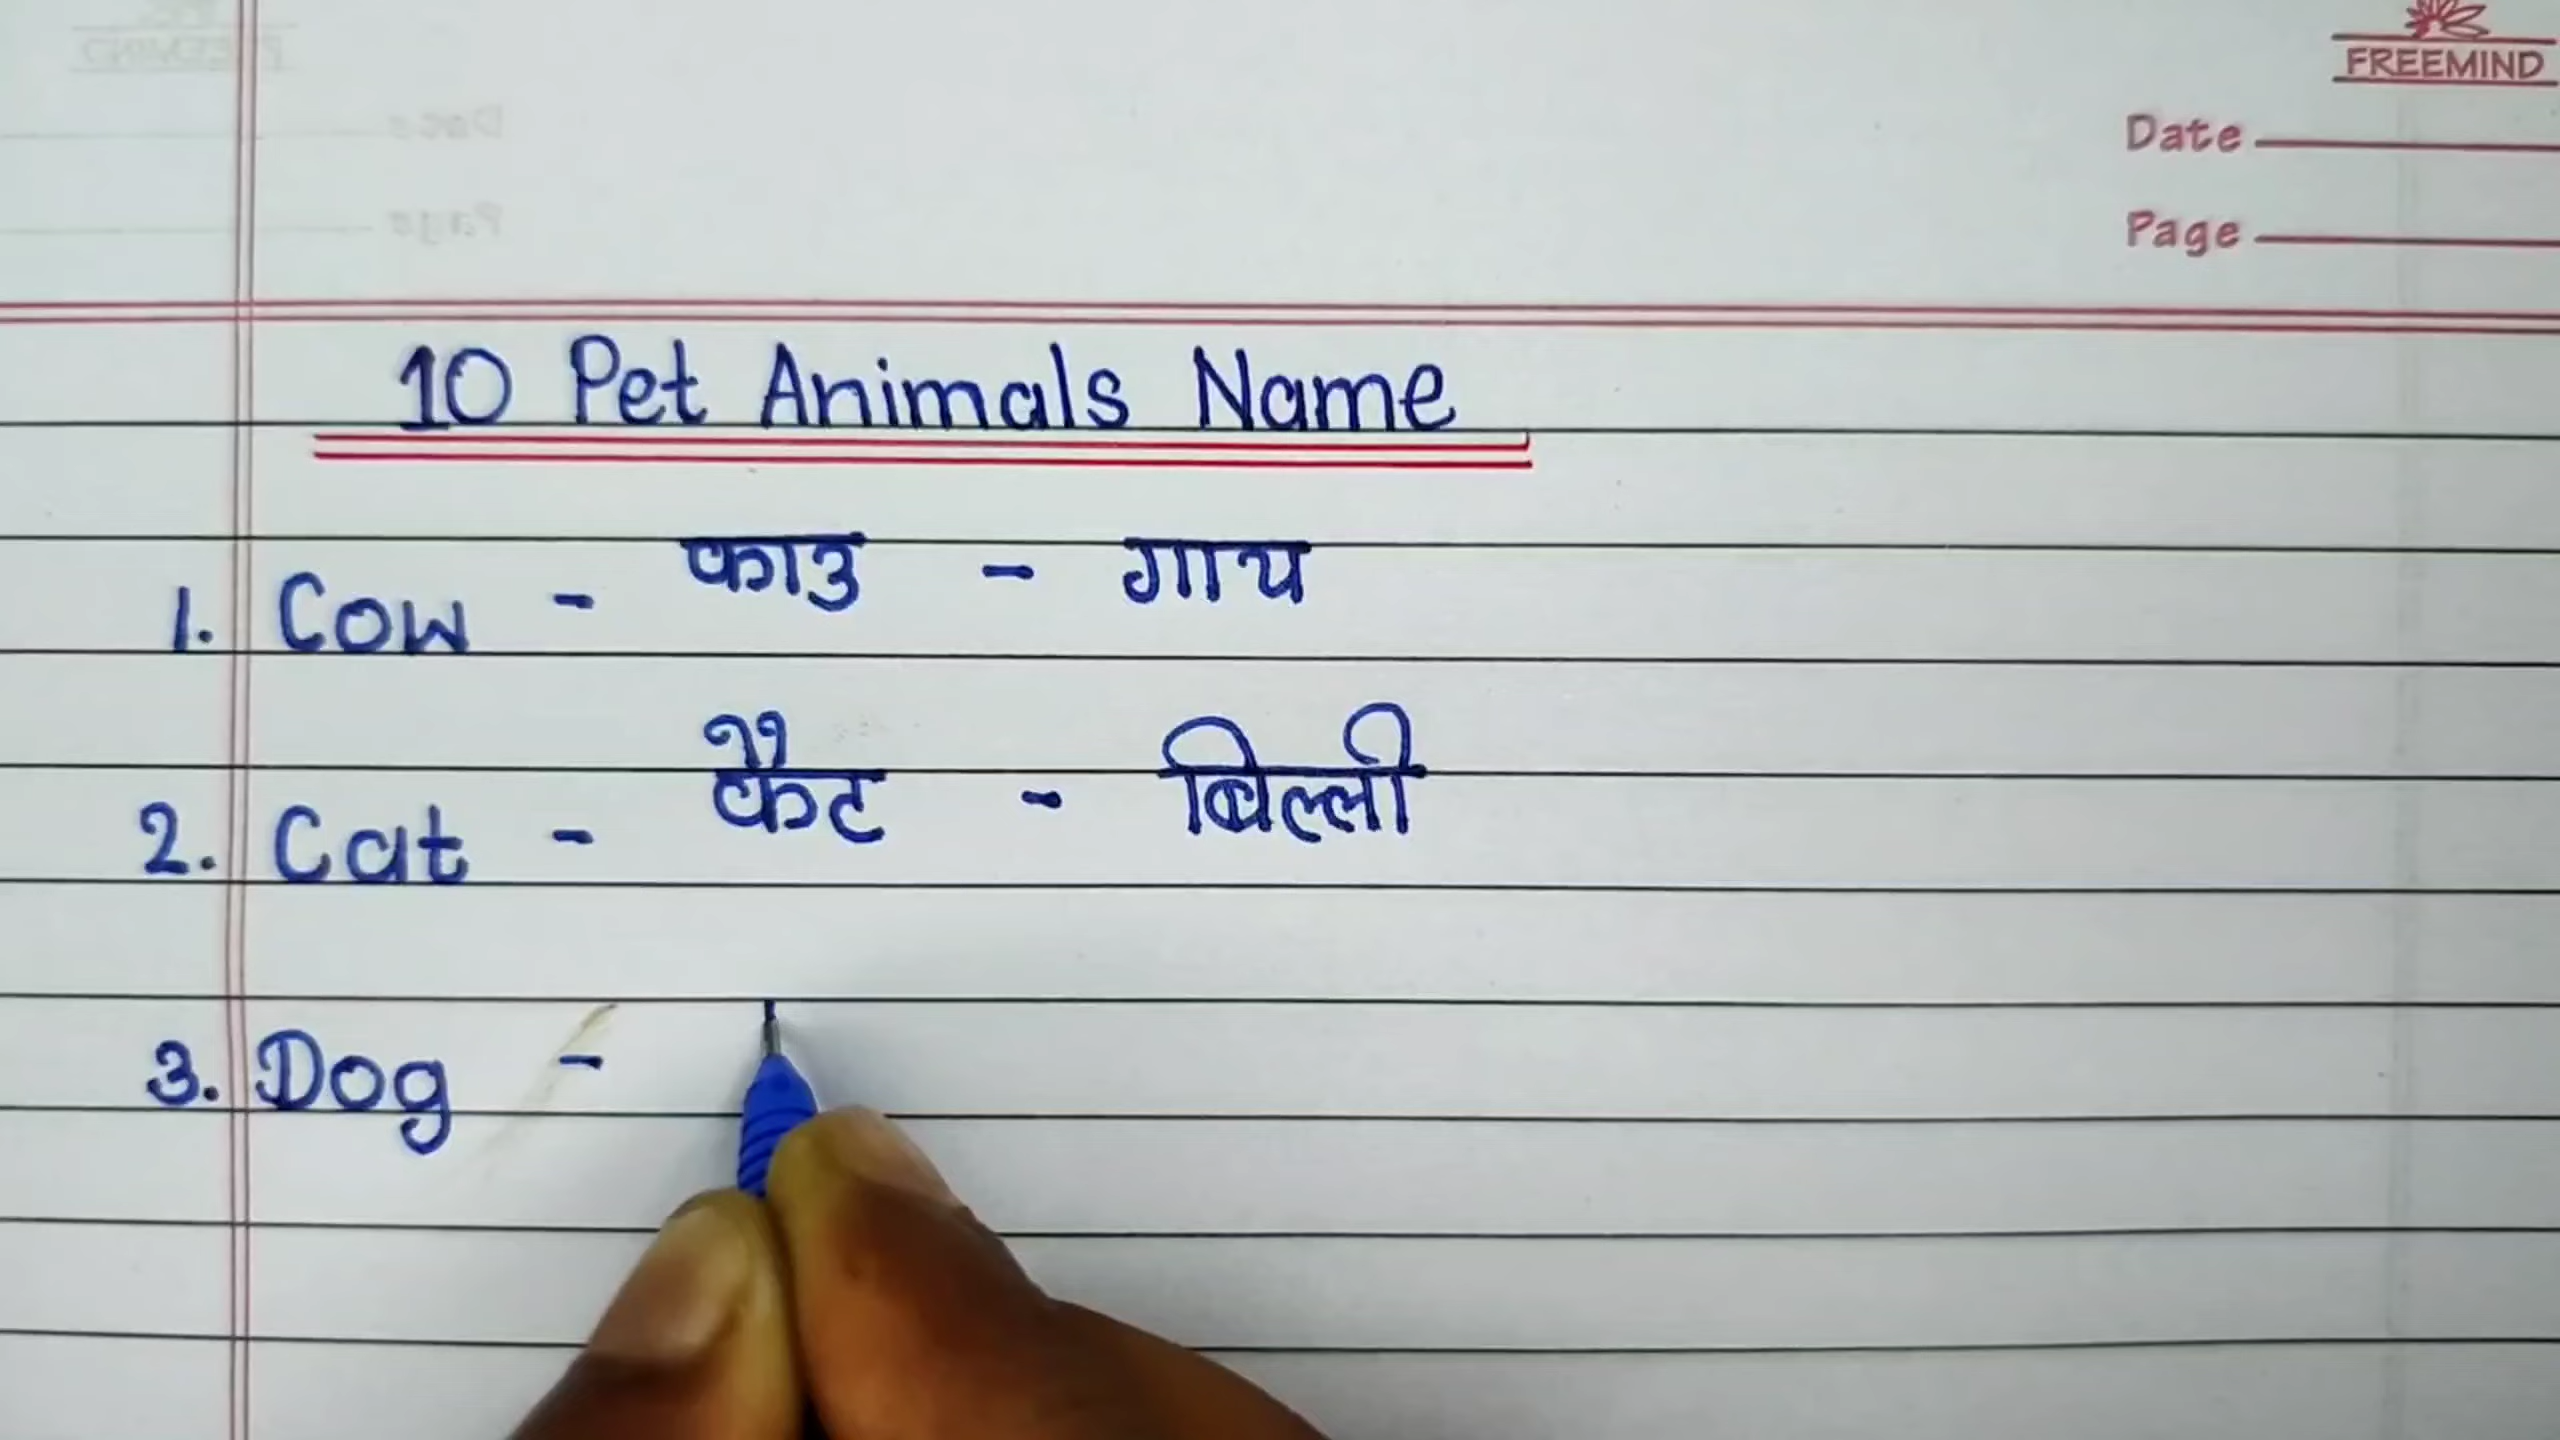 FREEMIND
Date
Page
10 Pet Animals Name
1. Cow - काउ - गाय
2. Cat - कैट - बिल्ली
3. Dog -